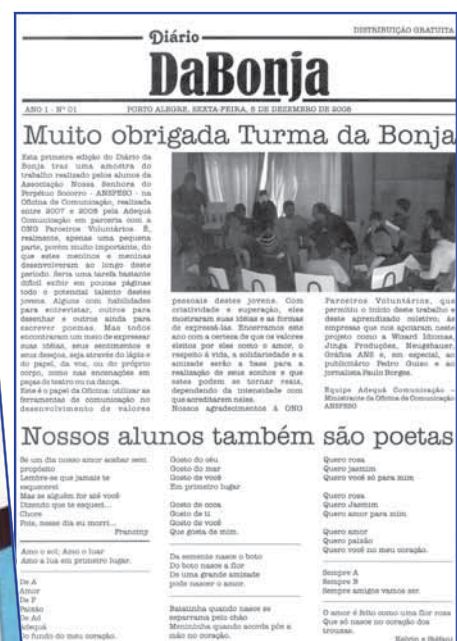 DISTRIBUIÇÃO GRATUITA
Diário
DaBonja
ANO 1 - Nº 01
PORTO ALEGRE, SEXTA-FEIRA, 5 DE DEZEMBRO DE 2008
Muito obrigada Turma da Bonja
Esta primeira edição do Diário da
Bonja traz uma amostra do
trabalho realizado pelos alunos da
Associação Nossa Senhora do
Perpétuo Socorro - ANSPESO - na
Oficina de Comunicação, realizada
entre 2007 e 2008 pela Adequá
Comunicação em parceria com a
ONG Parceiros Voluntários. É,
realmente, apenas uma pequena
parte, porém muito importante, do
que estes meninos e meninas
desenvolveram ao longo deste
período. Seria uma tarefa bastante
difícil exibir em poucas páginas
todo o potencial talento destes
jovens. Alguns com habilidades
para entrevistar, outros para
desenhar e outros ainda para
escrever poemas. Mas todos
encontraram um meio de expressar
suas idéias, seus sentimentos e
seus desejos, seja através do lápis e
do papel, da voz, ou do próprio
corpo, como nas encenações em
peças de teatro ou na dança.
Este é o papel da Oficina: utilizar as
ferramentas de comunicação no
desenvolvimento de valores
pessoais destes jovens. Com
criatividade e superação, eles
mostraram suas idéias e as formas
de expressá-las. Encerramos este
ano com a certeza de que os valores
eleitos por eles como o amor, o
respeito à vida, a solidariedade e a
amizade serão a base para a
realização de seus sonhos e que
estes podem se tornar reais,
dependendo da intensidade com
que acreditarem neles.
Nossos agradecimentos à ONG
Parceiros Voluntários, que
permitiu o início deste trabalho e
deste aprendizado coletivo; às
empresas que nos apoiaram neste
projeto como a Wizard Idiomas,
Jinga Produções, Neugebauer,
Gráfica ANS e, em especial, ao
publicitário Pedro Guiso e ao
jornalista Paulo Borges.
Equipe Adequá Comunicação -
Ministrante da Oficina de Comunicação
ANSPESO
Nossos alunos também são poetas
Se um dia nosso amor acabar sem
propósito
Lembre-se que jamais te
esquecerei
Mas se alguém for até você
Dizendo que te esqueci...
Chore
Pois, nesse dia eu morri...
Franciny
Amo o sol; Amo o luar
Amo a lua em primeiro lugar.
De A
Amor
De P
Paixão
De Ad
adequá
Do fundo do meu coração.
Gosto do céu
Gosto do mar
Gosto de você
Em primeiro lugar
Gosto de coca
Gosto de ti
Gosto de você
Que gosta de mim.
Da semente nasce o boto
Do boto nasce a flor
De uma grande amizade
pode nascer o amor.
Batatinha quando nasce se
esparrama pelo chão
Menininha quando acorda põe a
mão no coração.
Quero rosa
Quero jasmim
Quero você só para mim
Quero rosa
Quero Jasmim
Quero amor para mim
Quero amor
Quero paixão
Quero você no meu coração.
Sempre A
Sempre B
Sempre amigos vamos ser.
O amor é feito como uma flor rosa
Que só nasce no coração dos
trouxas.
Kelvin e